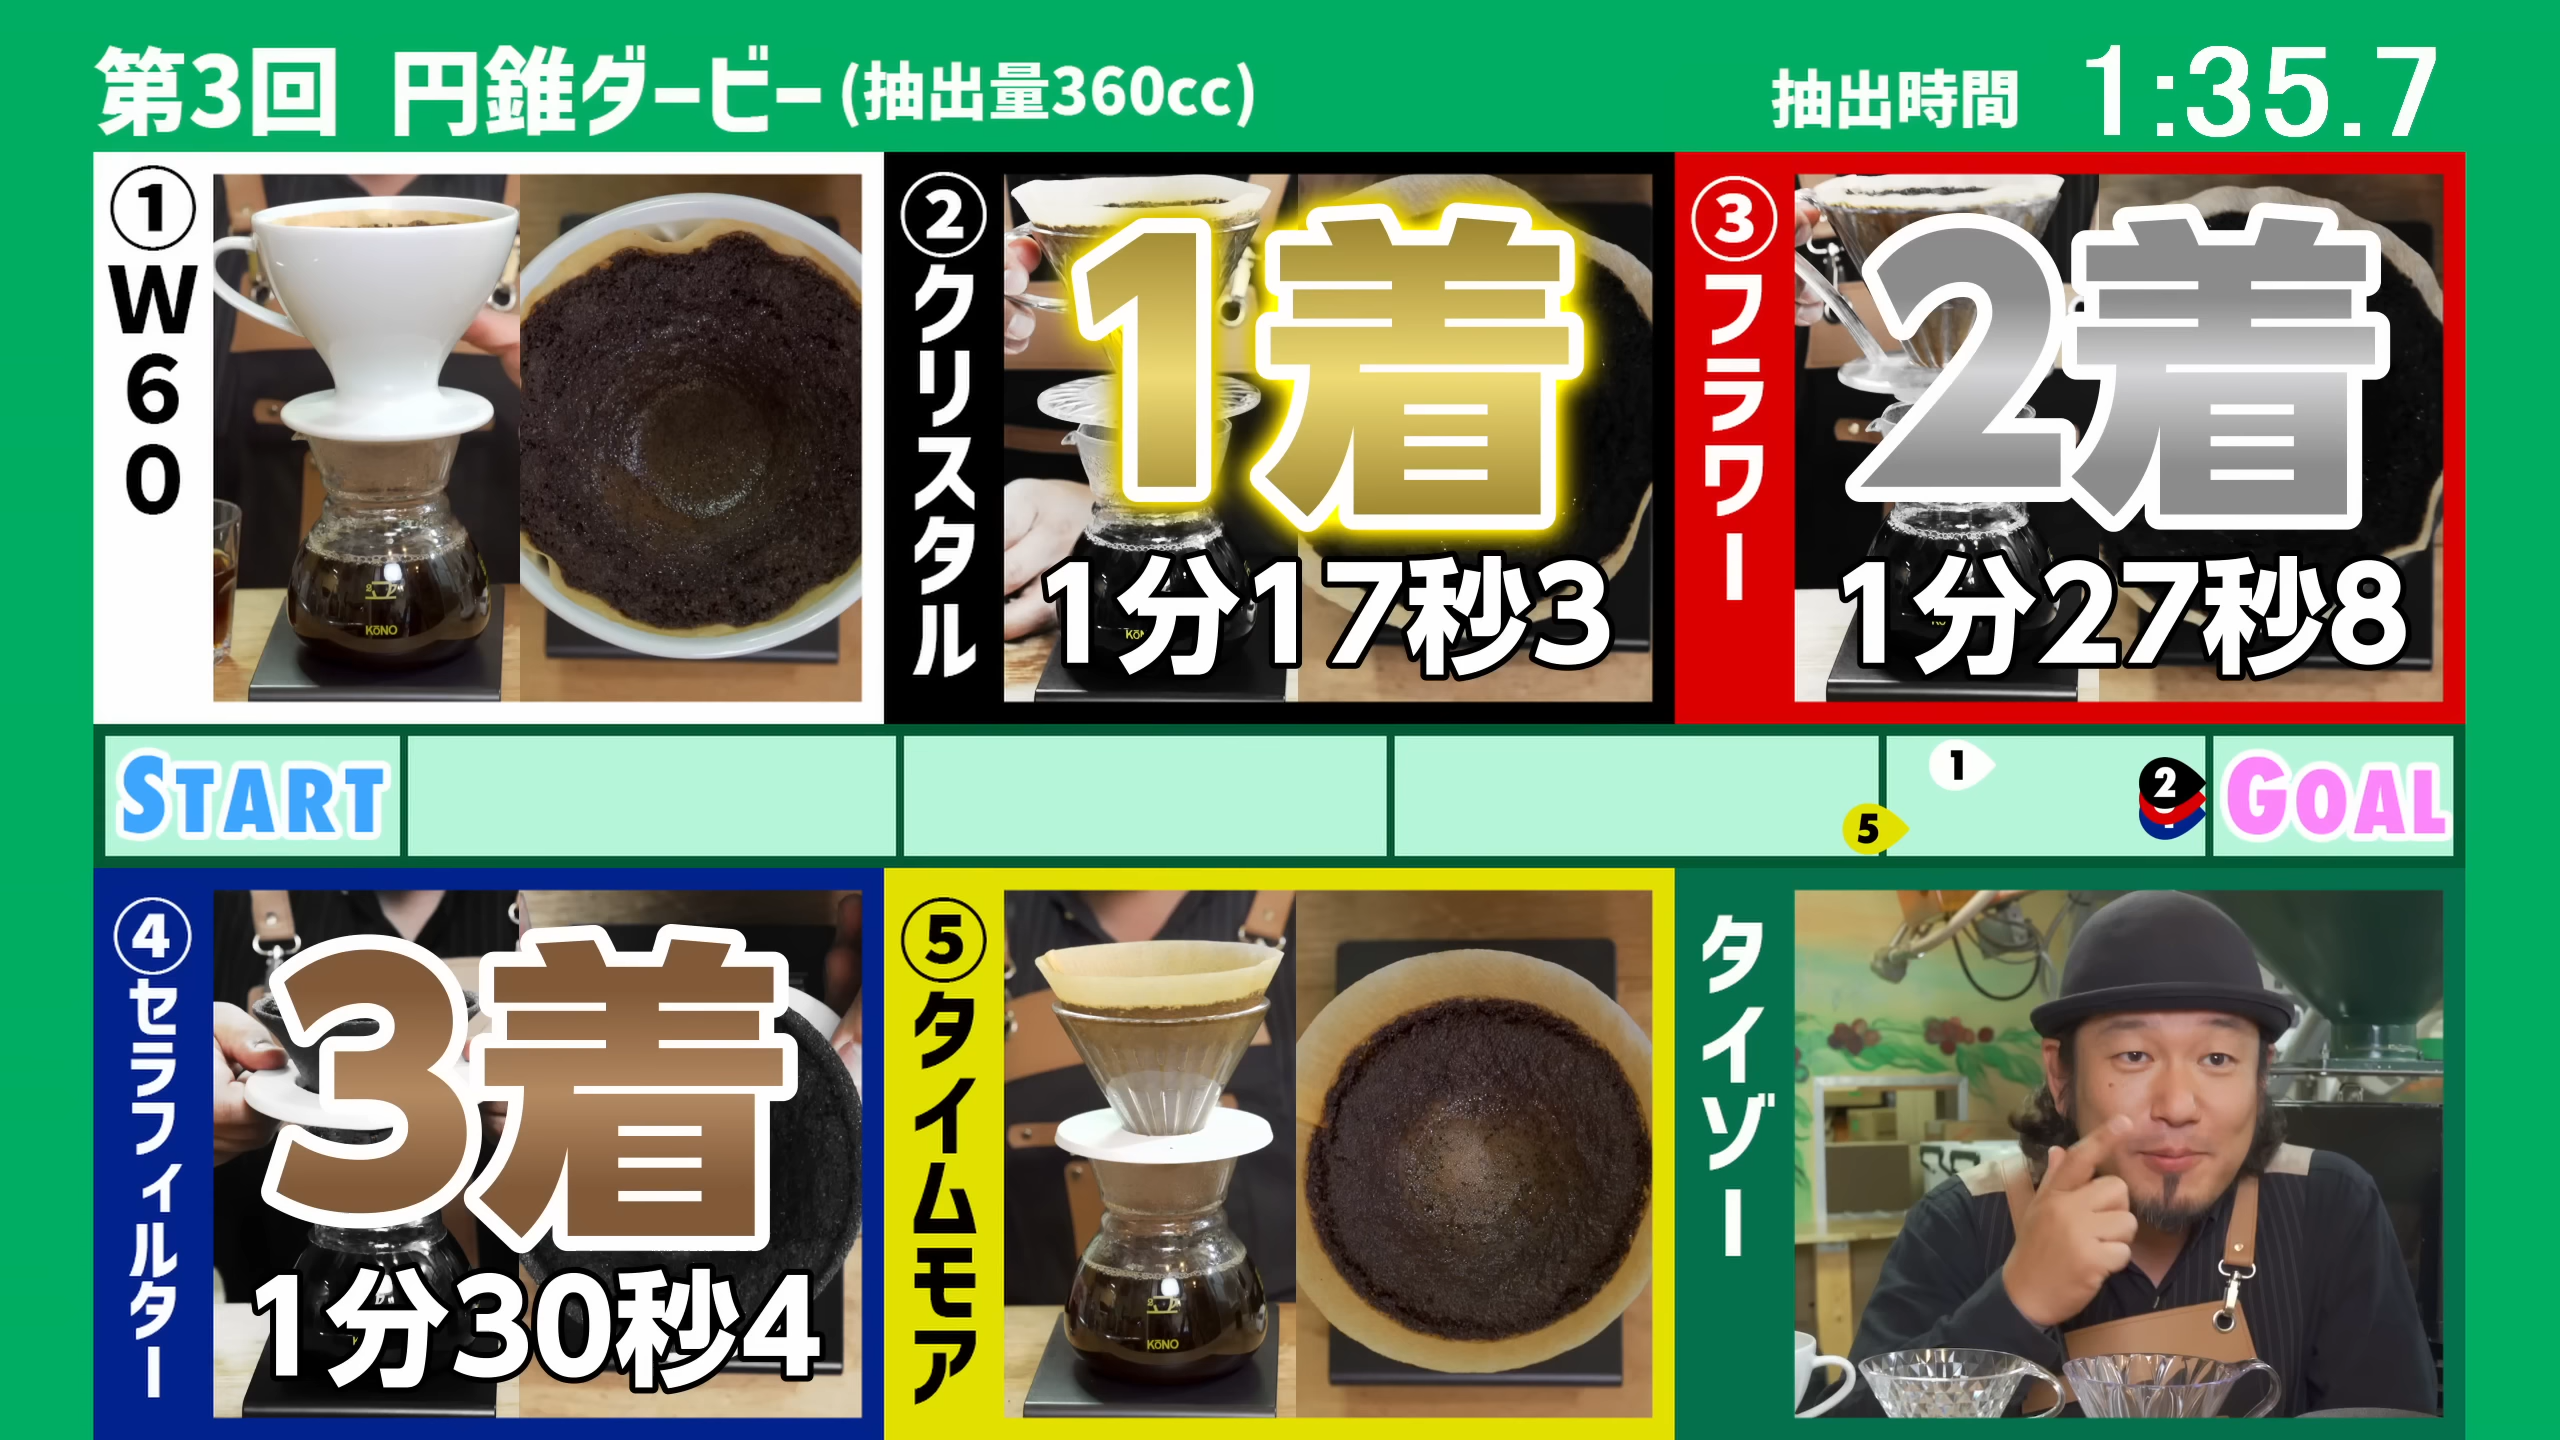 第3回 円錐ダービー(抽出量360cc)
抽出時間 1:35.7
①W60
KōNO
②クリスタル
1着
1分17秒3
③フラワー
2着
1分27秒8
START
1
5
2
GOAL
④セラフィルター
3着
1分30秒4
⑤タイムモア
KōNO
タイゾー